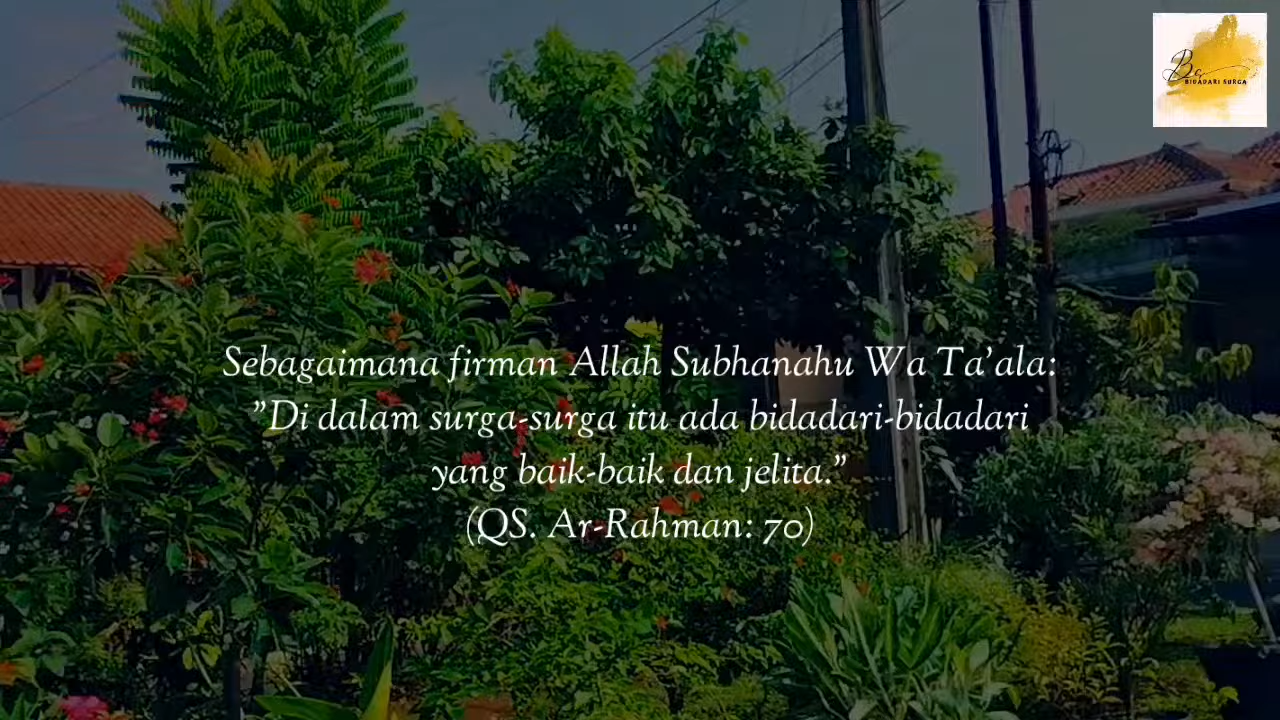 Bs
BIDADARI SURGA
Sebagaimana firman Allah Subhanahu Wa Ta'ala:
"Di dalam surga-surga itu ada bidadari-bidadari
yang baik-baik dan jelita."
(QS. Ar-Rahman: 70)